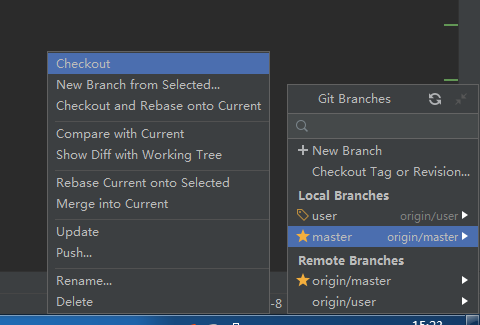 Checkout
New Branch from Selected...
Checkout and Rebase onto Current
Compare with Current
Show Diff with Working Tree
Rebase Current onto Selected
Merge into Current
Update
Push...
Rename...
Delete
Git Branches
New Branch
Checkout Tag or Revision...
Local Branches
user origin/user
master origin/master
Remote Branches
origin/master
origin/user
-8